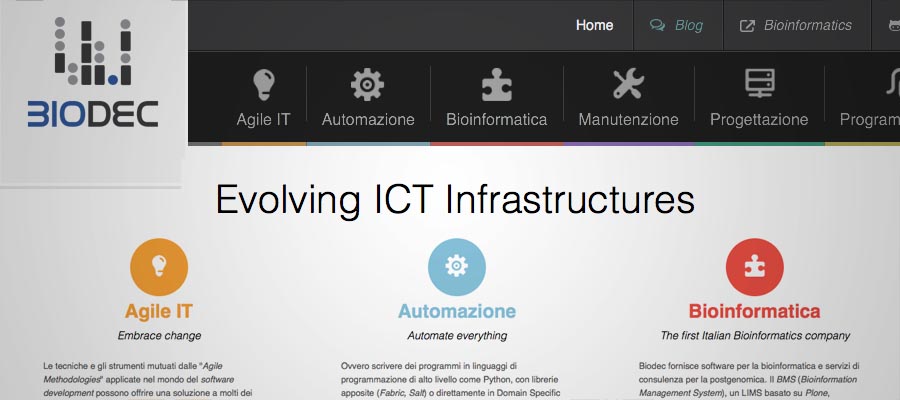 BIODEC
Home Blog Bioinformatics
Agile IT Automazione Bioinformatica Manutenzione Progettazione Program
Evolving ICT Infrastructures
Agile IT
Embrace change
Le tecniche e gli strumenti mutuati dalle "Agile
Methodologies" applicate nel mondo del software
development possono offrire una soluzione a molti dei
Automazione
Automate everything
Ovvero scrivere dei programmi in linguaggi di
programmazione di alto livello come Python, con librerie
apposite (Fabric, Salt) o direttamente in Domain Specific
Bioinformatica
The first Italian Bioinformatics company
Biodec fornisce software per la bioinformatica e servizi di
consulenza per la postgenomica. Il BMS (Bioinformation
Management System), un LIMS basato su Plone,